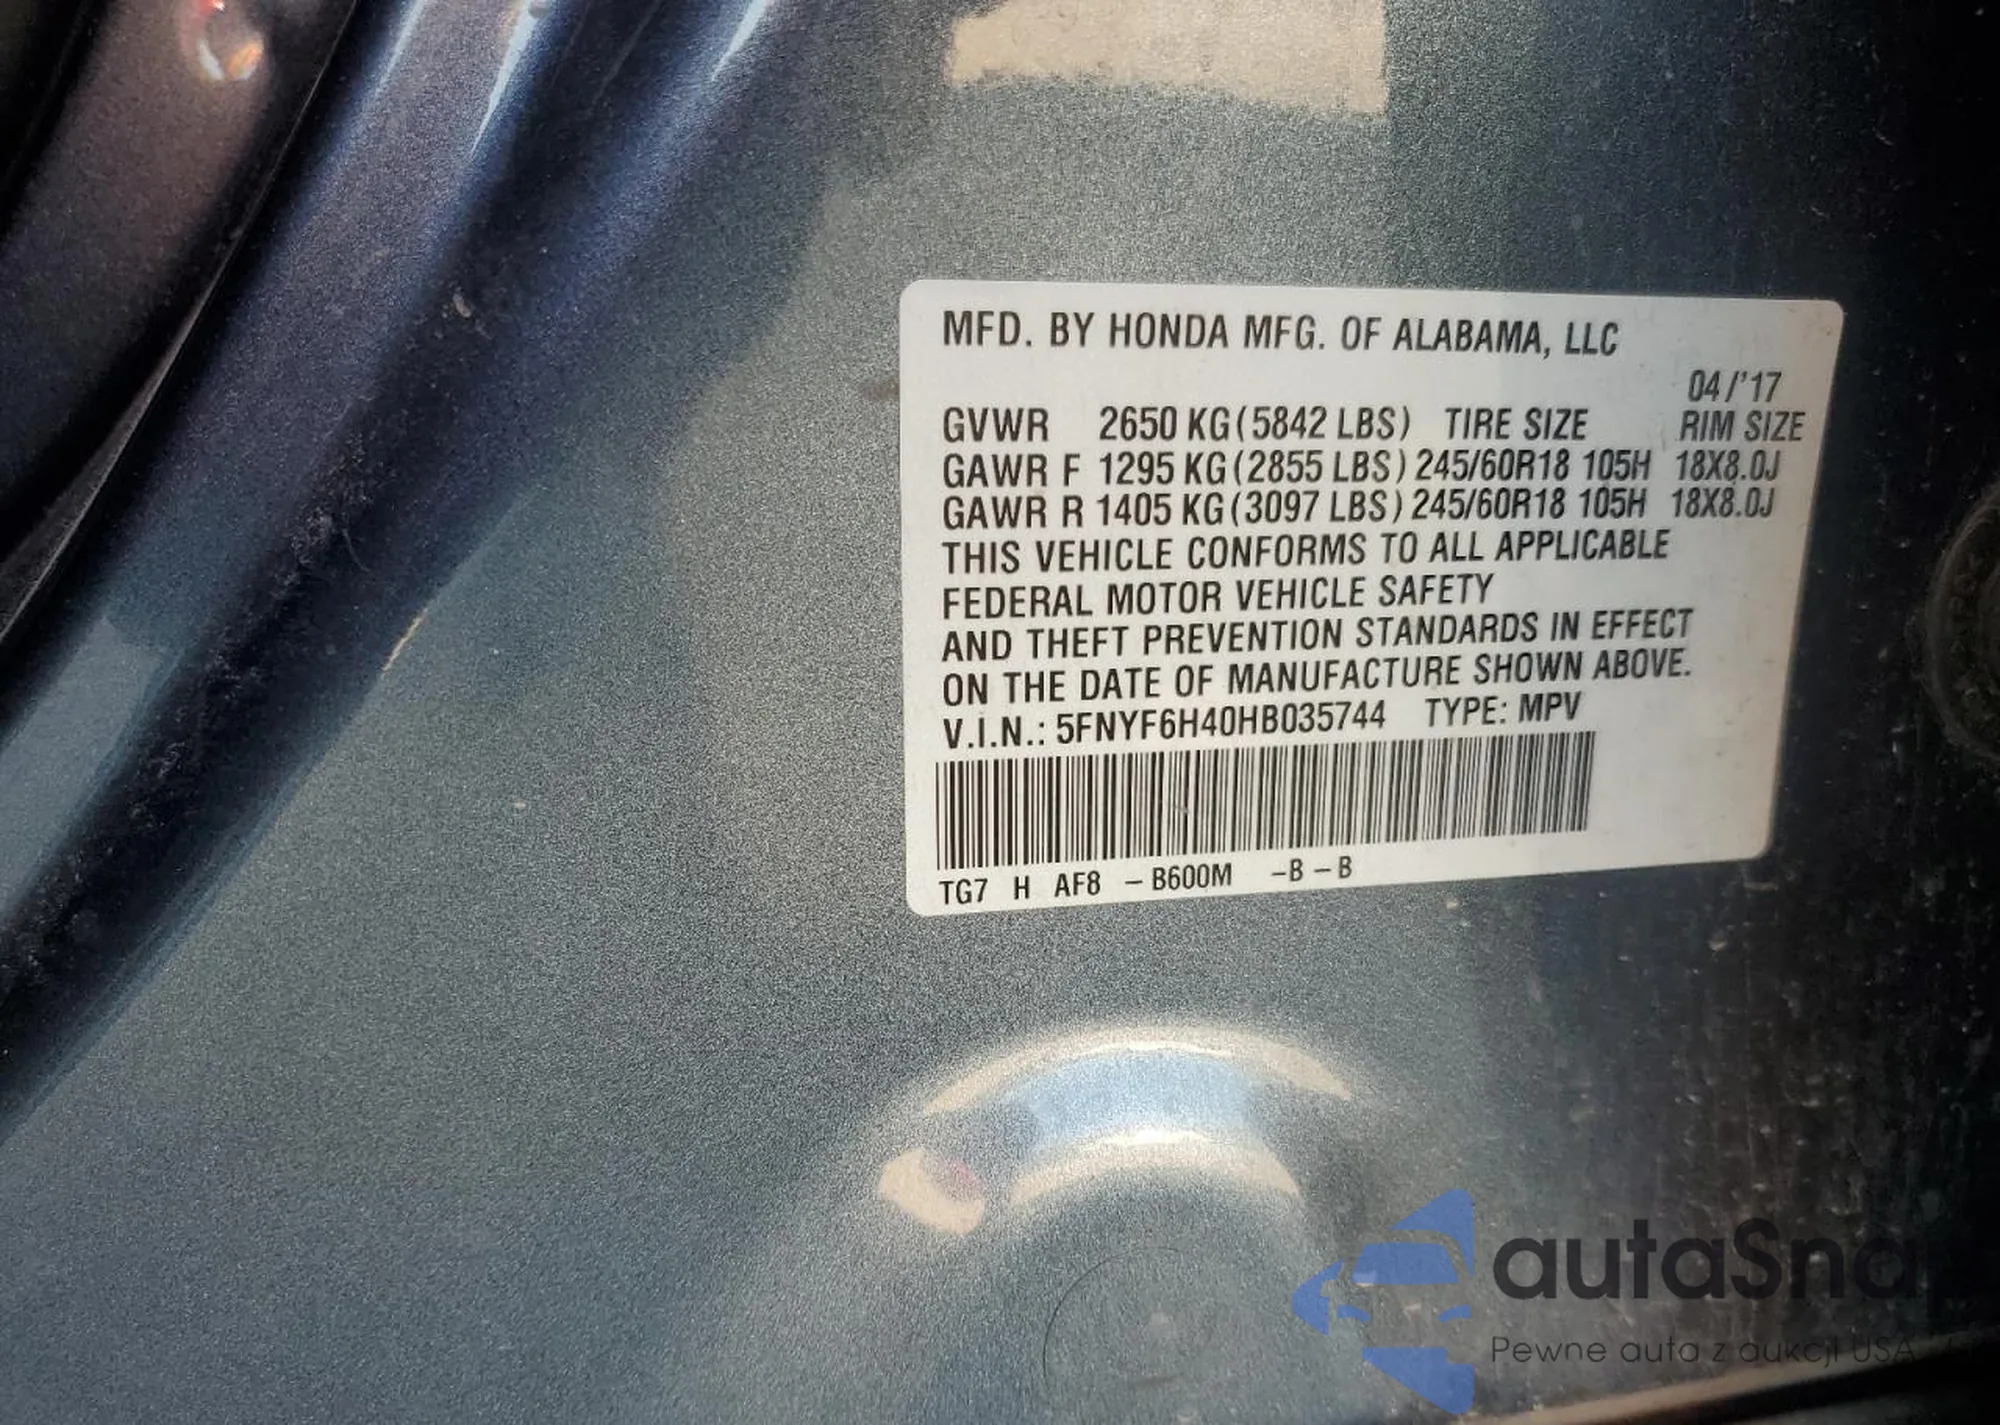 MFD. BY HONDA MFG. OF ALABAMA, LLC
04/'17
GVWR 2650 KG (5842 LBS) TIRE SIZE RIM SIZE
GAWR F 1295 KG (2855 LBS) 245/60R18 105H 18X8.0J
GAWR R 1405 KG (3097 LBS) 245/60R18 105H 18X8.0J
THIS VEHICLE CONFORMS TO ALL APPLICABLE
FEDERAL MOTOR VEHICLE SAFETY
AND THEFT PREVENTION STANDARDS IN EFFECT
ON THE DATE OF MANUFACTURE SHOWN ABOVE.
V.I.N.: 5FNYF6H40HB035744 TYPE: MPV
TG7 H AF8 - B600M -B - B
autaSna
Pewne auta z aukcji USA